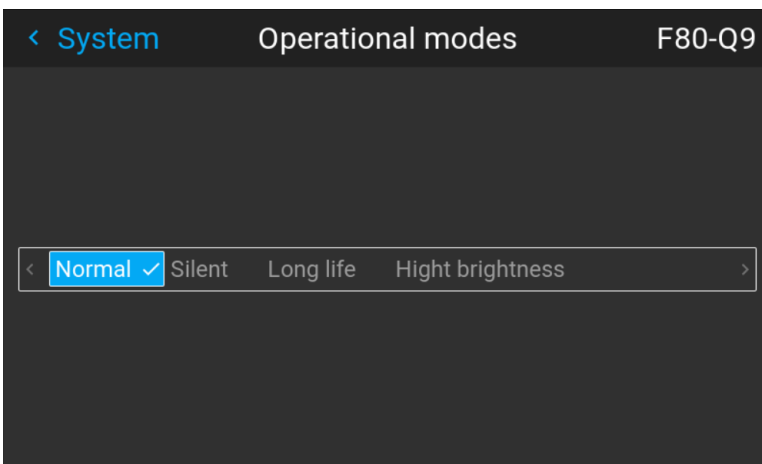 System Operational modes F80-Q9
Normal Silent Long life Hight brightness